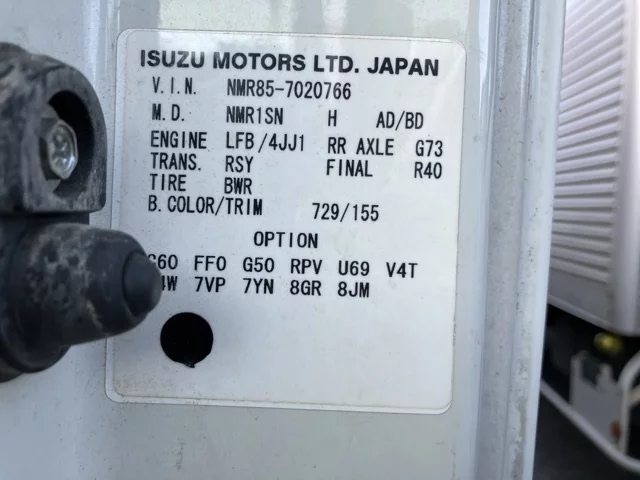 ISUZU MOTORS LTD. JAPAN
V.I.N. NMR85-7020766
M.D. NMR1SN H AD/BD
ENGINE LFB/4JJ1 RR AXLE G73
TRANS. RSY FINAL R40
TIRE BWR
B.COLOR/TRIM 729/155
OPTION
FF0 G50 RPV U69 V4T
7VP 7YN 8GR 8JM